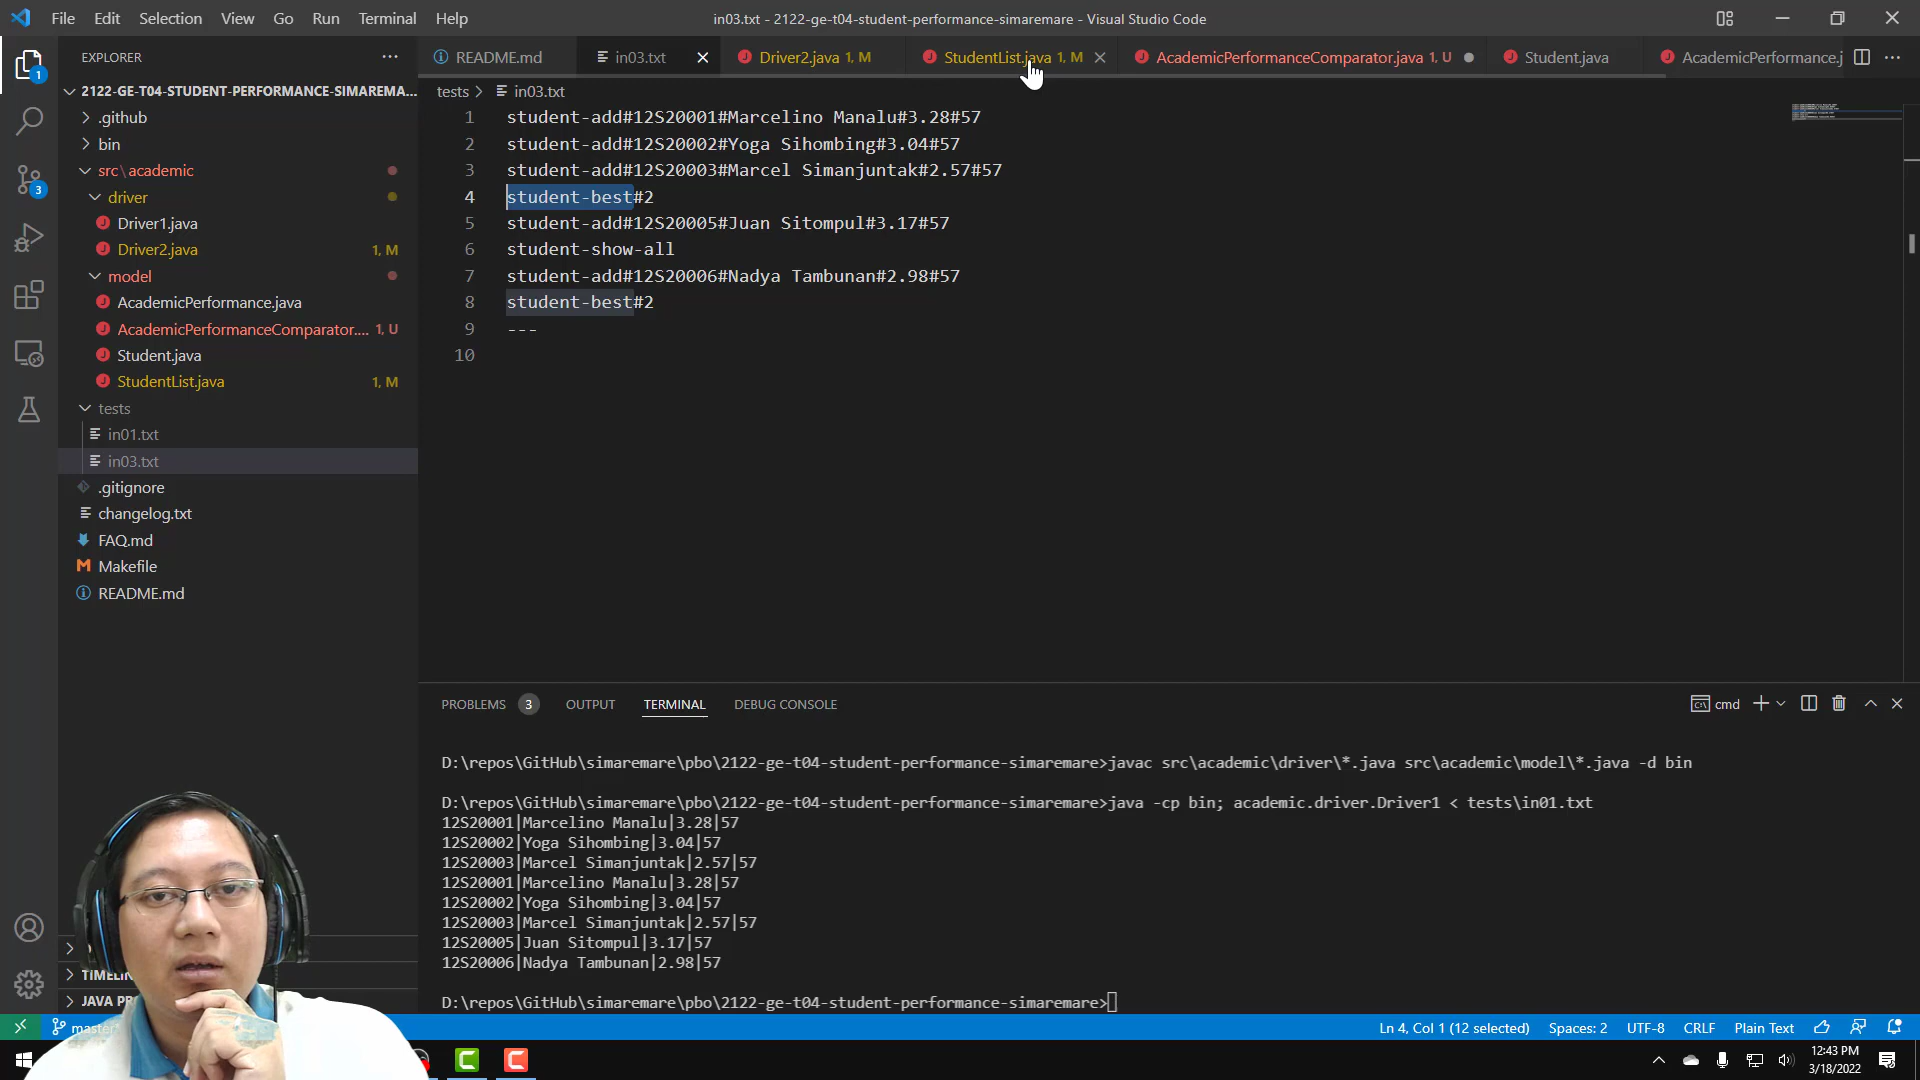 File Edit Selection View Go Run Terminal Help
in03.txt - 2122-ge-t04-student-performance-simaremare - Visual Studio Code
EXPLORER
2122-GE-T04-STUDENT-PERFORMANCE-SIMAREMA...
.github
bin
src\academic
driver
Driver1.java
Driver2.java 1, M
model
AcademicPerformance.java
AcademicPerformanceComparator.... 1, U
Student.java
StudentList.java 1, M
tests
in01.txt
in03.txt
.gitignore
changelog.txt
FAQ.md
Makefile
README.md
TIMELIN
JAVA PR
README.md in03.txt Driver2.java 1, M StudentList.java 1, M AcademicPerformanceComparator.java 1, U Student.java AcademicPerformance.j
tests > in03.txt
1 student-add#12S20001#Marcelino Manalu#3.28#57
2 student-add#12S20002#Yoga Sihombing#3.04#57
3 student-add#12S20003#Marcel Simanjuntak#2.57#57
4 student-best#2
5 student-add#12S20005#Juan Sitompul#3.17#57
6 student-show-all
7 student-add#12S20006#Nadya Tambunan#2.98#57
8 student-best#2
9 ---
10
PROBLEMS 3 OUTPUT TERMINAL DEBUG CONSOLE
cmd
D:\repos\GitHub\simaremare\pbo\2122-ge-t04-student-performance-simaremare>javac src\academic\driver\*.java src\academic\model\*.java -d bin
D:\repos\GitHub\simaremare\pbo\2122-ge-t04-student-performance-simaremare>java -cp bin; academic.driver.Driver1 < tests\in01.txt
12S20001|Marcelino Manalu|3.28|57
12S20002|Yoga Sihombing|3.04|57
12S20003|Marcel Simanjuntak|2.57|57
12S20001|Marcelino Manalu|3.28|57
12S20002|Yoga Sihombing|3.04|57
12S20003|Marcel Simanjuntak|2.57|57
12S20005|Juan Sitompul|3.17|57
12S20006|Nadya Tambunan|2.98|57
D:\repos\GitHub\simaremare\pbo\2122-ge-t04-student-performance-simaremare>
master
Ln 4, Col 1 (12 selected) Spaces: 2 UTF-8 CRLF Plain Text
12:43 PM
3/18/2022